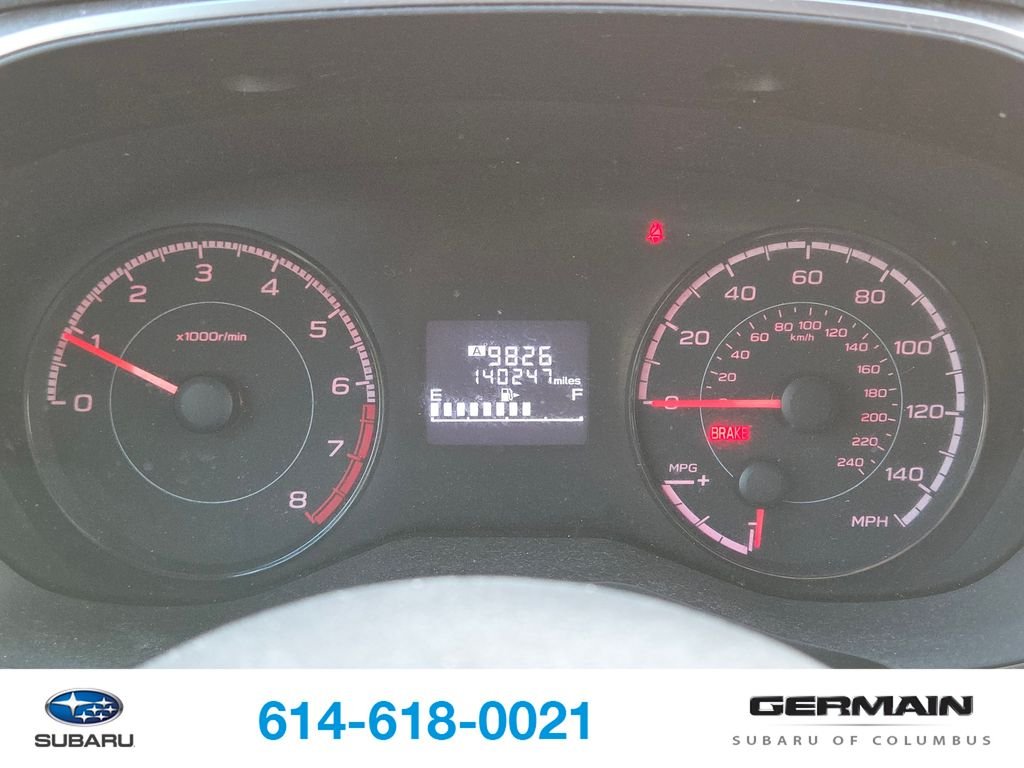 0 1 2 3 4 5 6 7 8
x1000r/min
A 9826
140247 miles
E F
0 20 40 60 80 100 120 140
MPH
20 40 60 80 100 120 140 160 180 200 220 240
km/h
BRAKE
MPG
+
-
SUBARU
614-618-0021
GERMAIN
SUBARU OF COLUMBUS